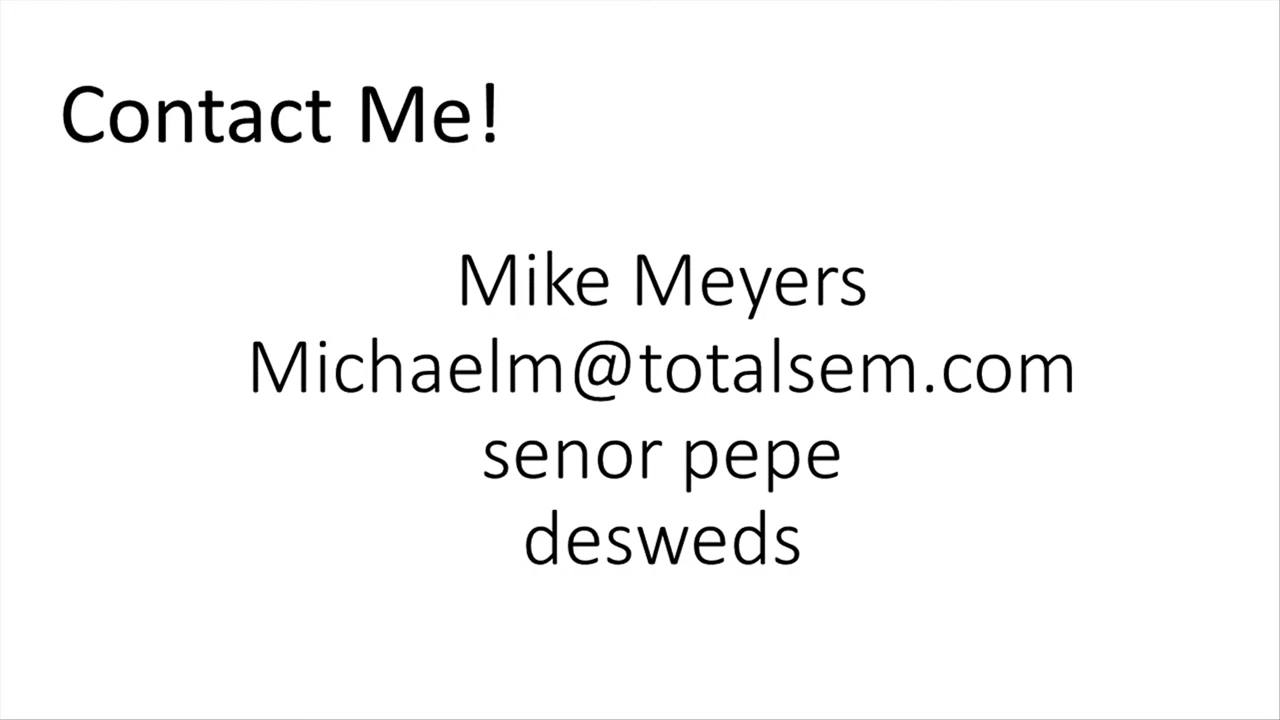 Contact Me!
Mike Meyers
Michaelm@totalsem.com
senor pepe
desweds